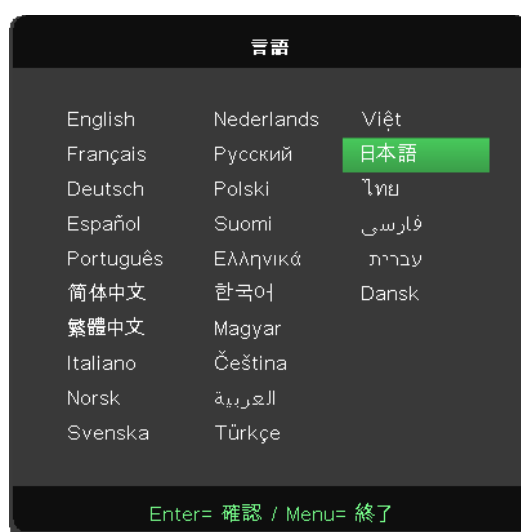 言語
English
Français
Deutsch
Español
Português
简体中文
繁體中文
Italiano
Norsk
Svenska
Nederlands
Русский
Polski
Suomi
Ελληνικά
한국어
Magyar
Čeština
العربية
Türkçe
Việt
日本語
ไทย
فارسی
עברית
Dansk
Enter= 確認 / Menu= 終了